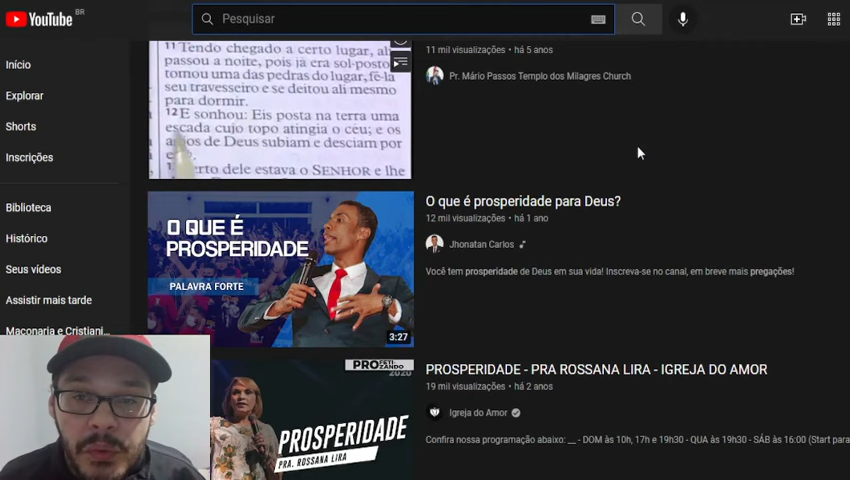 YouTube BR
Pesquisar
Início
Explorar
Shorts
Inscrições
Biblioteca
Histórico
Seus vídeos
Assistir mais tarde
Maçonaria e Cristiani...
11 Tendo chegado a certo lugar, ali
passou a noite, pois já era sol-posto;
tomou uma das pedras do lugar, fê-la
seu travesseiro e se deitou ali mesmo
para dormir.
12 E sonhou: Eis posta na terra uma
escada cujo topo atingia o céu; e os
anjos de Deus subiam e desciam por
dele estava o SENHOR e lhe
11 mil visualizações • há 5 anos
Pr. Mário Passos Templo dos Milagres Church
O QUE É
PROSPERIDADE
PALAVRA FORTE
3:27
O que é prosperidade para Deus?
12 mil visualizações • há 1 ano
Jhonatan Carlos
Você tem prosperidade de Deus em sua vida! Inscreva-se no canal, em breve mais pregações!
PROFETI-
ZANDO
2020
PROSPERIDADE
PRA. ROSSANA LIRA
PROSPERIDADE - PRA ROSSANA LIRA - IGREJA DO AMOR
19 mil visualizações • há 2 anos
Igreja do Amor
Confira nossa programação abaixo: __ - DOM às 10h, 17h e 19h30 - QUA às 19h30 - SÁB às 16:00 (Start para